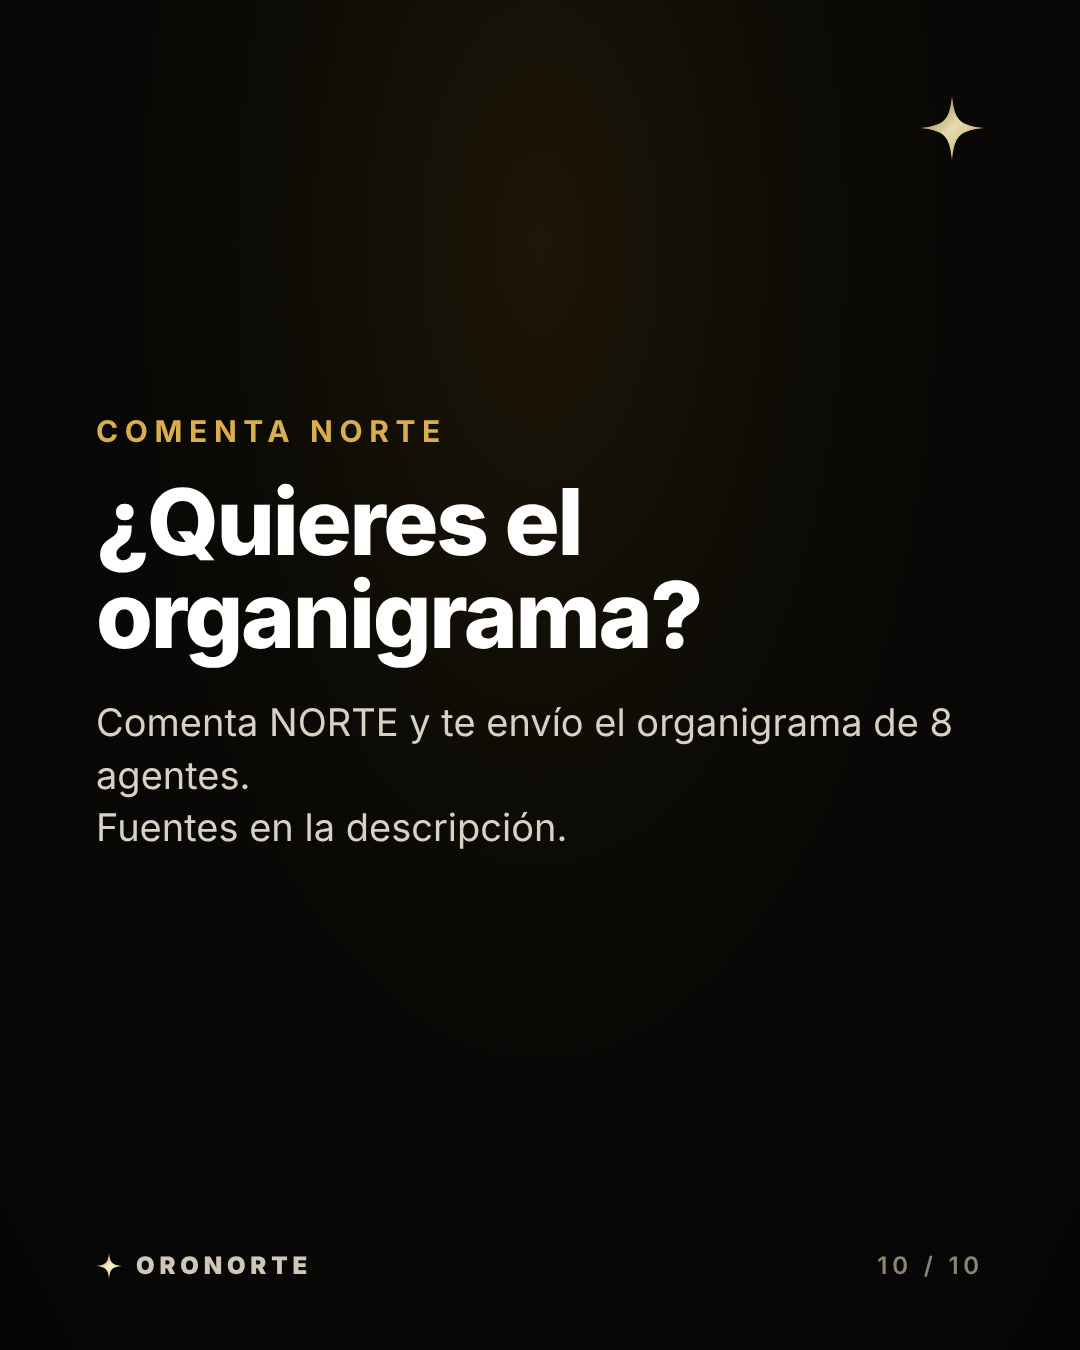 COMENTA NORTE
¿Quieres el
organigrama?
Comenta NORTE y te envío el organigrama de 8
agentes.
Fuentes en la descripción.
ORONORTE
10 / 10